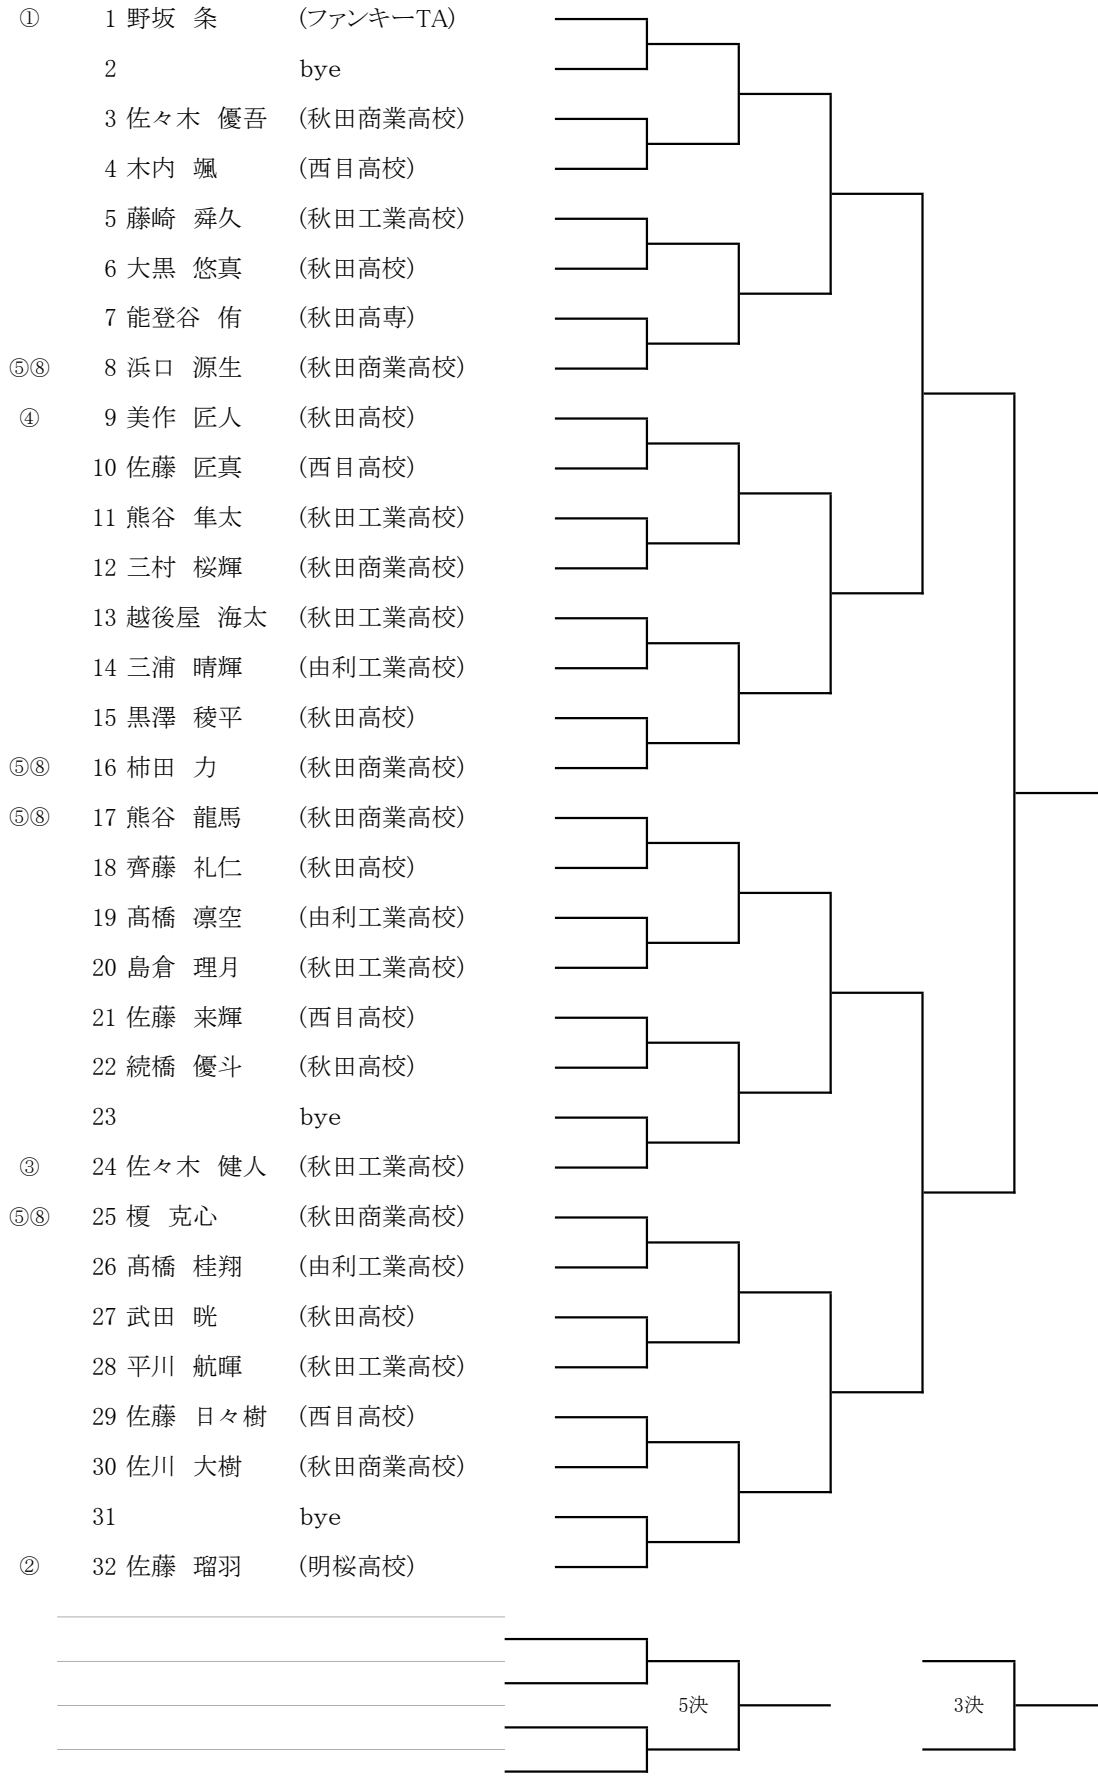 ① 1 野坂 条 (ファンキーTA)
2 bye
3 佐々木 優吾 (秋田商業高校)
4 木内 颯 (西目高校)
5 藤崎 舜久 (秋田工業高校)
6 大黒 悠真 (秋田高校)
7 能登谷 侑 (秋田高専)
⑤⑧ 8 浜口 源生 (秋田商業高校)
④ 9 美作 匠人 (秋田高校)
10 佐藤 匠真 (西目高校)
11 熊谷 隼太 (秋田工業高校)
12 三村 桜輝 (秋田商業高校)
13 越後屋 海太 (秋田工業高校)
14 三浦 晴輝 (由利工業高校)
15 黒澤 稜平 (秋田高校)
⑤⑧ 16 柿田 力 (秋田商業高校)
⑤⑧ 17 熊谷 龍馬 (秋田商業高校)
18 齊藤 礼仁 (秋田高校)
19 髙橋 凛空 (由利工業高校)
20 島倉 理月 (秋田工業高校)
21 佐藤 来輝 (西目高校)
22 続橋 優斗 (秋田高校)
23 bye
③ 24 佐々木 健人 (秋田工業高校)
⑤⑧ 25 榎 克心 (秋田商業高校)
26 髙橋 桂翔 (由利工業高校)
27 武田 晄 (秋田高校)
28 平川 航暉 (秋田工業高校)
29 佐藤 日々樹 (西目高校)
30 佐川 大樹 (秋田商業高校)
31 bye
② 32 佐藤 瑠羽 (明桜高校)
5決 3決